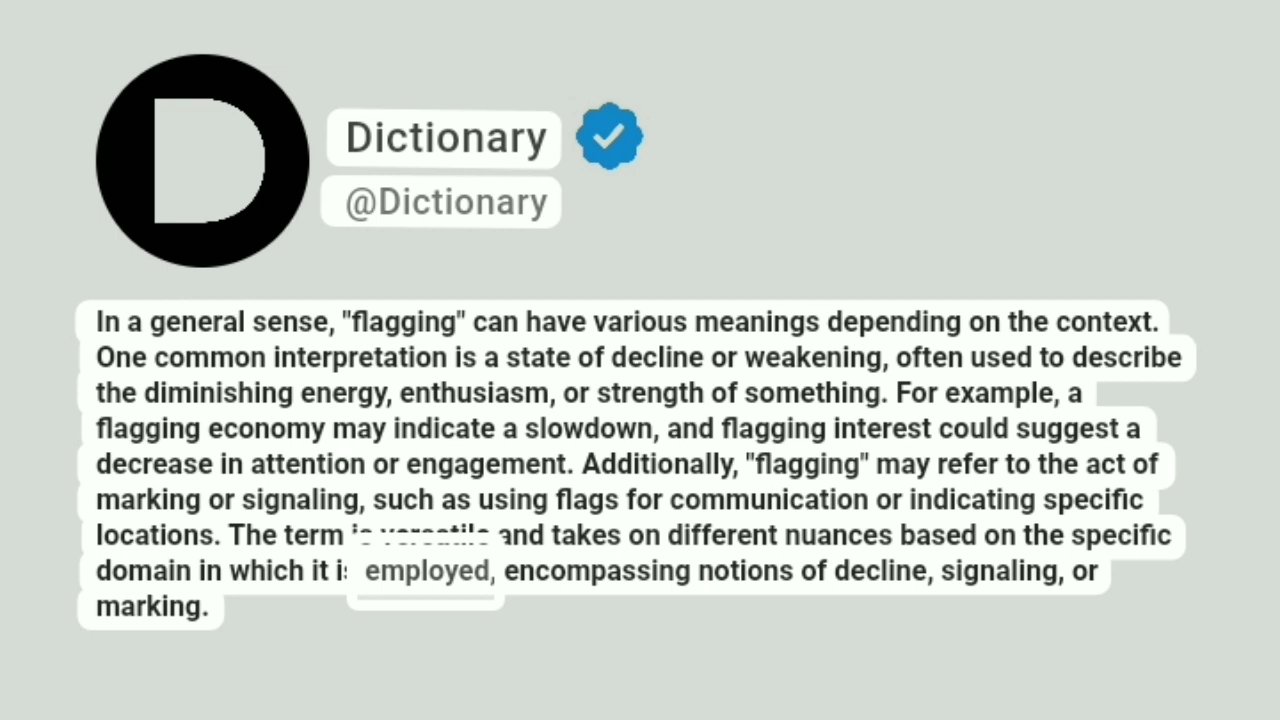 Dictionary
@Dictionary
In a general sense, "flagging" can have various meanings depending on the context.
One common interpretation is a state of decline or weakening, often used to describe
the diminishing energy, enthusiasm, or strength of something. For example, a
flagging economy may indicate a slowdown, and flagging interest could suggest a
decrease in attention or engagement. Additionally, "flagging" may refer to the act of
marking or signaling, such as using flags for communication or indicating specific
locations. The term is versatile and takes on different nuances based on the specific
domain in which it is employed, encompassing notions of decline, signaling, or
marking.